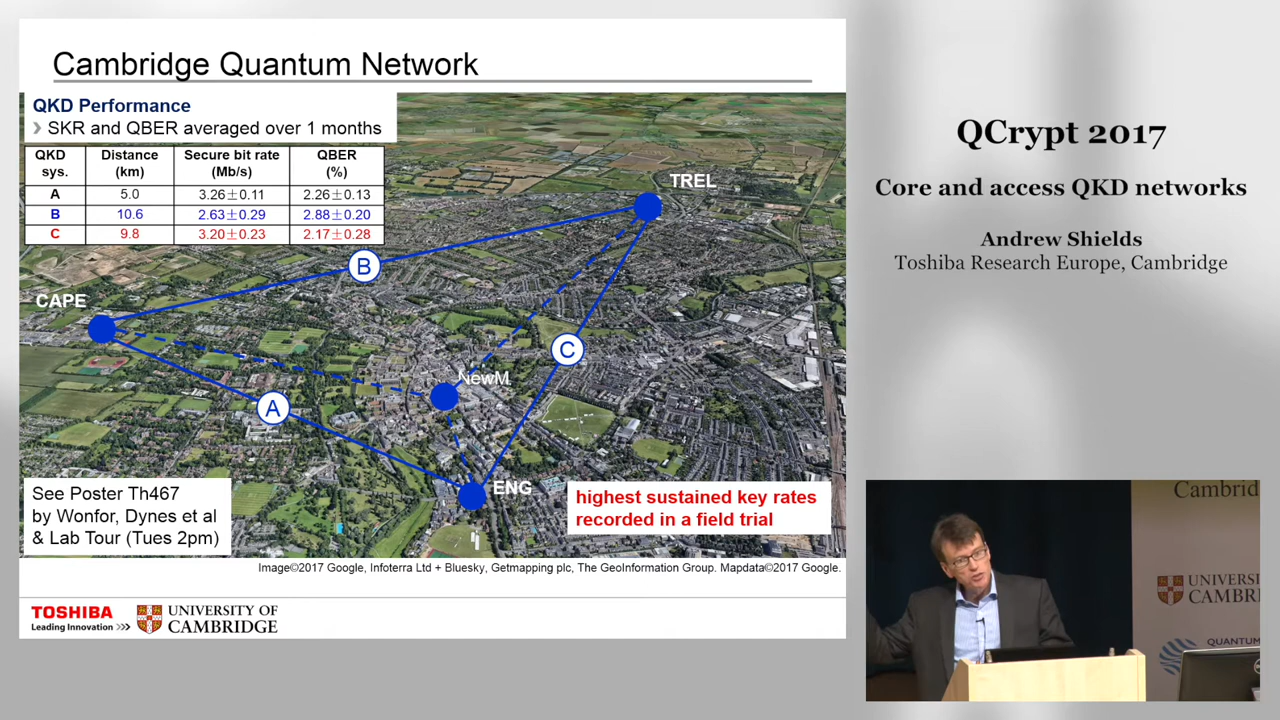 Cambridge Quantum Network
QKD Performance
❯ SKR and QBER averaged over 1 months
QKD sys. Distance (km) Secure bit rate (Mb/s) QBER (%)
A 5.0 3.26±0.11 2.26±0.13
B 10.6 2.63±0.29 2.88±0.20
C 9.8 3.20±0.23 2.17±0.28
TREL
B
CAPE
C
NewM
A
ENG
See Poster Th467
by Wonfor, Dynes et al
& Lab Tour (Tues 2pm)
highest sustained key rates
recorded in a field trial
Image©2017 Google, Infoterra Ltd + Bluesky, Getmapping plc, The GeoInformation Group. Mapdata©2017 Google.
TOSHIBA
Leading Innovation >>>
UNIVERSITY OF
CAMBRIDGE
QCrypt 2017
Core and access QKD networks
Andrew Shields
Toshiba Research Europe, Cambridge
Cambrid
UNIVERSI
CAMBR
QUANTUM